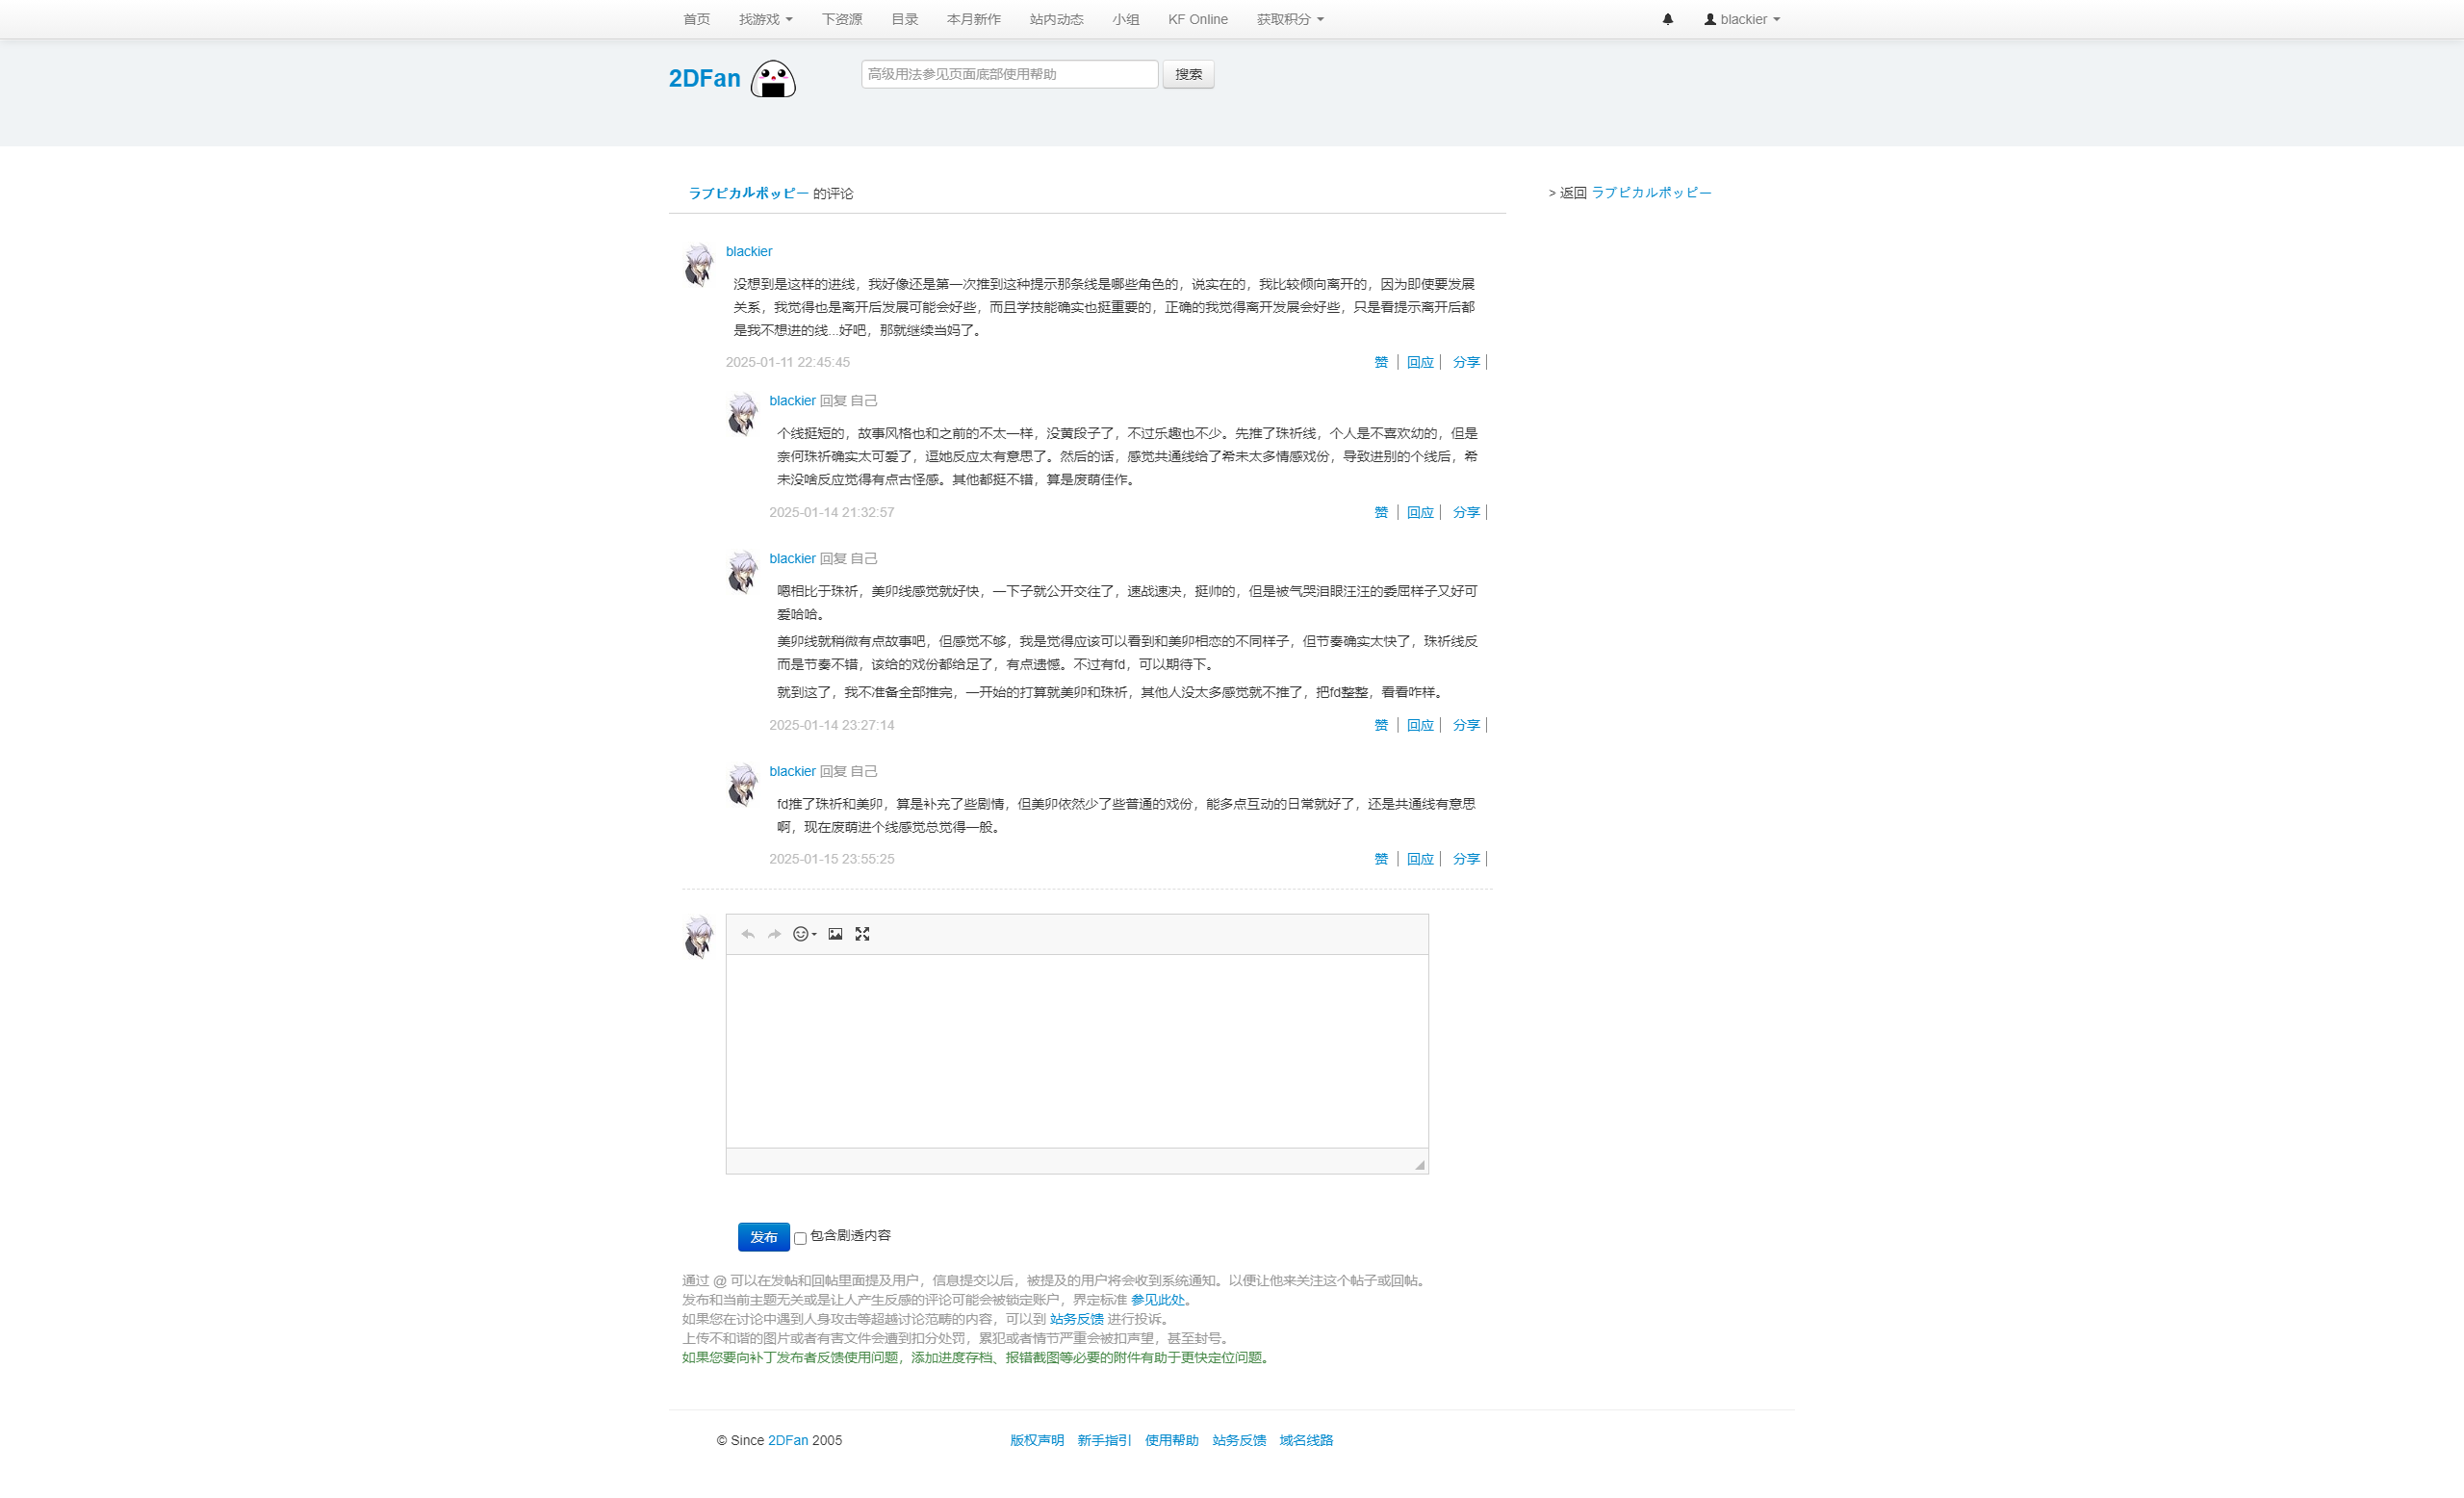 首页 找游戏 下资源 目录 本月新作 站内动态 小组 KF Online 获取积分 blackier
2DFan 高级用法参见页面底部使用帮助 搜索
ラブピカルポッピー 的评论
> 返回 ラブピカルポッピー
blackier
没想到是这样的进线，我好像还是第一次推到这种提示那条线是哪些角色的，说实在的，我比较倾向离开的，因为即使要发展
关系，我觉得也是离开后发展可能会好些，而且学技能确实也挺重要的，正确的我觉得离开发展会好些，只是看提示离开后都
是我不想进的线...好吧，那就继续当妈了。
2025-01-11 22:45:45 赞 | 回应 | 分享 |
blackier 回复 自己
个线挺短的，故事风格也和之前的不太一样，没黄段子了，不过乐趣也不少。先推了珠祈线，个人是不喜欢幼的，但是
奈何珠祈确实太可爱了，逗她反应太有意思了。然后的话，感觉共通线给了希未太多情感戏份，导致进别的个线后，希
未没啥反应觉得有点古怪感。其他都挺不错，算是废萌佳作。
2025-01-14 21:32:57 赞 | 回应 | 分享 |
blackier 回复 自己
嗯相比于珠祈，美卯线感觉就好快，一下子就公开交往了，速战速决，挺帅的，但是被气哭泪眼汪汪的委屈样子又好可
爱哈哈。
美卯线就稍微有点故事吧，但感觉不够，我是觉得应该可以看到和美卯相恋的不同样子，但节奏确实太快了，珠祈线反
而是节奏不错，该给的戏份都给足了，有点遗憾。不过有fd，可以期待下。
就到这了，我不准备全部推完，一开始的打算就美卯和珠祈，其他人没太多感觉就不推了，把fd整整，看看咋样。
2025-01-14 23:27:14 赞 | 回应 | 分享 |
blackier 回复 自己
fd推了珠祈和美卯，算是补充了些剧情，但美卯依然少了些普通的戏份，能多点互动的日常就好了，还是共通线有意思
啊，现在废萌进个线感觉总觉得一般。
2025-01-15 23:55:25 赞 | 回应 | 分享 |
发布 包含剧透内容
通过 @ 可以在发帖和回帖里面提及用户，信息提交以后，被提及的用户将会收到系统通知。以便让他来关注这个帖子或回帖。
发布和当前主题无关或是让人产生反感的评论可能会被锁定账户，界定标准 参见此处。
如果您在讨论中遇到人身攻击等超越讨论范畴的内容，可以到 站务反馈 进行投诉。
上传不和谐的图片或者有害文件会遭到扣分处罚，累犯或者情节严重会被扣声望，甚至封号。
如果您要向补丁发布者反馈使用问题，添加进度存档、报错截图等必要的附件有助于更快定位问题。
© Since 2DFan 2005 版权声明 新手指引 使用帮助 站务反馈 域名线路